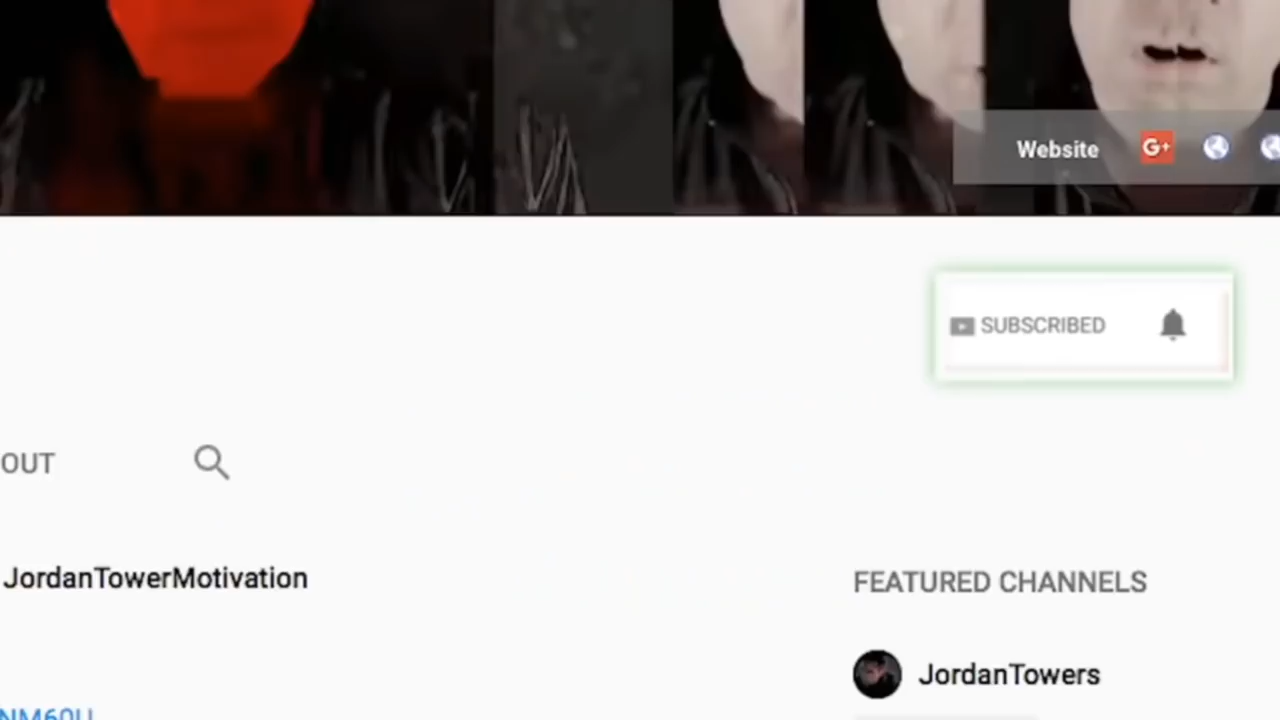 Website G+
SUBSCRIBED
OUT
JordanTowerMotivation
FEATURED CHANNELS
JordanTowers